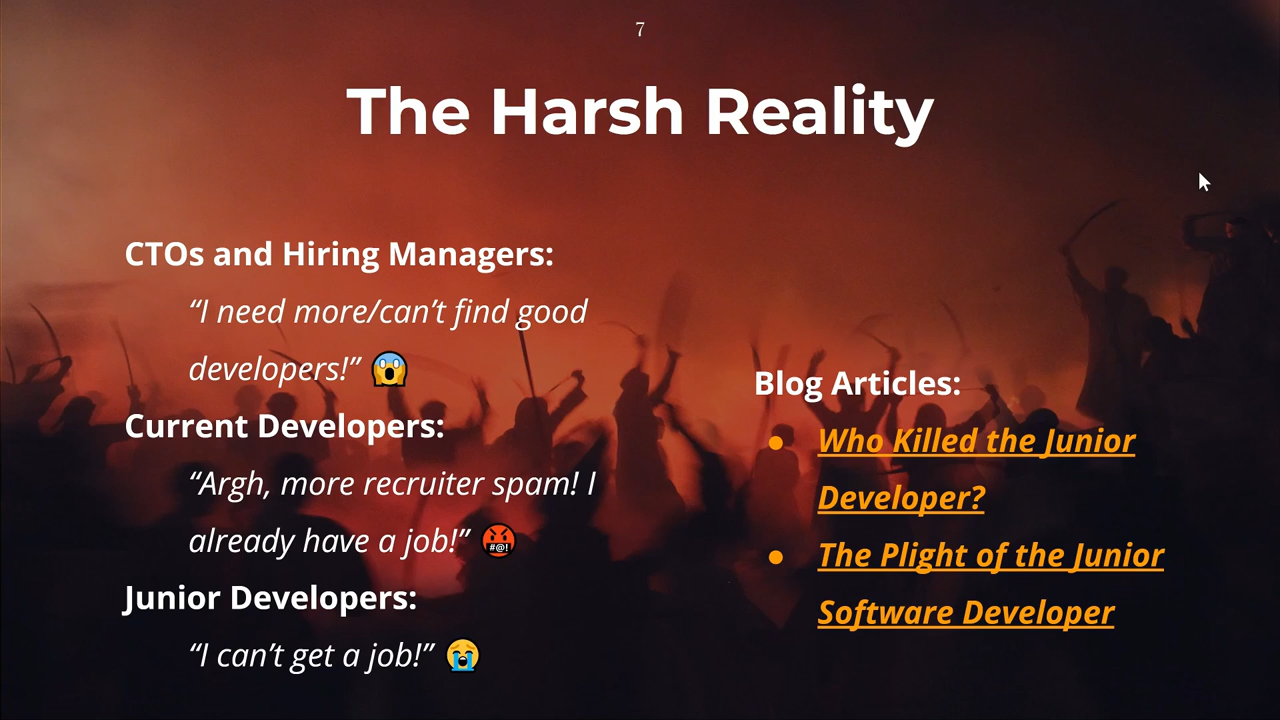 7
The Harsh Reality
CTOs and Hiring Managers:
“I need more/can’t find good
developers!” 😱
Current Developers:
“Argh, more recruiter spam! I
already have a job!” 🤬
Junior Developers:
“I can’t get a job!” 😭
Blog Articles:
● Who Killed the Junior
Developer?
● The Plight of the Junior
Software Developer